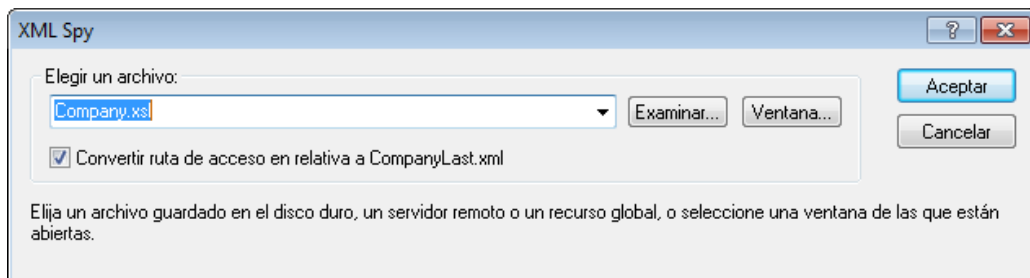 XML Spy
Elegir un archivo:
Company.xsl
Examinar...
Ventana...
Aceptar
Cancelar
Convertir ruta de acceso en relativa a CompanyLast.xml
Elija un archivo guardado en el disco duro, un servidor remoto o un recurso global, o seleccione una ventana de las que están
abiertas.